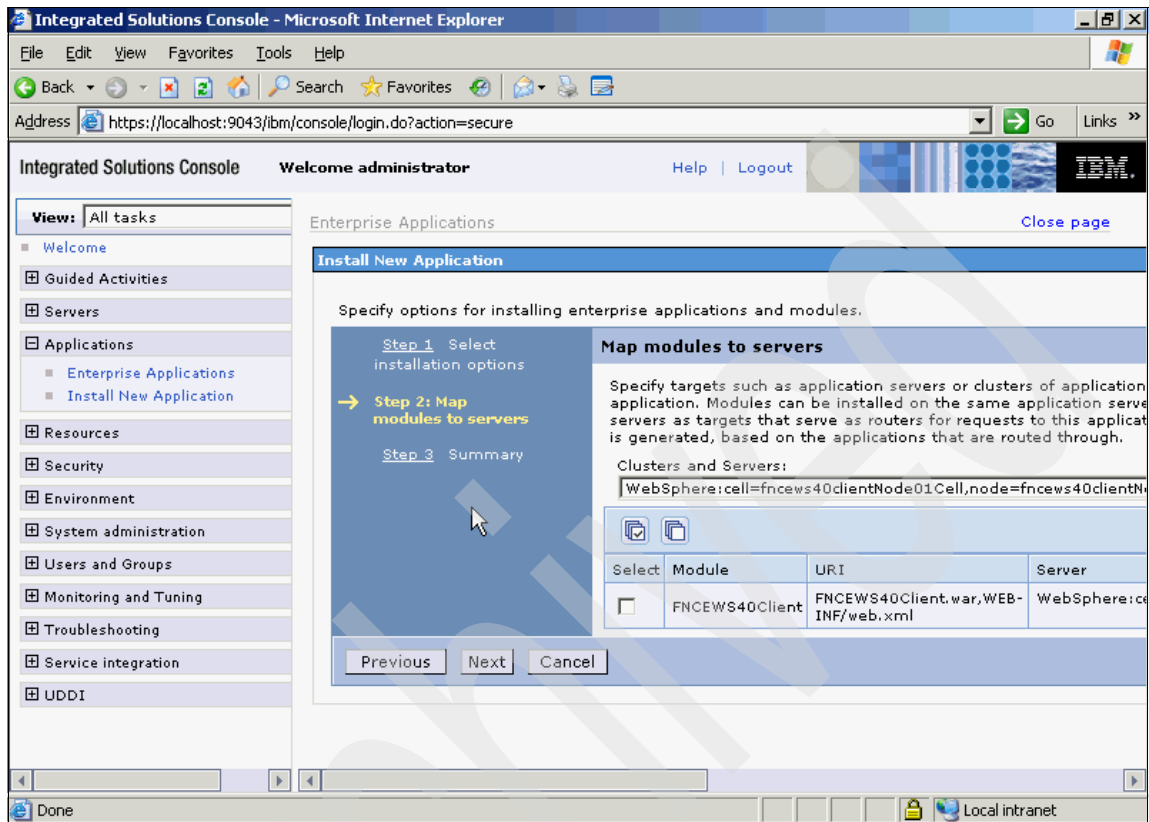 Integrated Solutions Console - Microsoft Internet Explorer
File Edit View Favorites Tools Help
Back Search Favorites
Address https://localhost:9043/ibm/console/login.do?action=secure Go Links »
Integrated Solutions Console Welcome administrator Help | Logout IBM.
View: All tasks
Welcome
Guided Activities
Servers
Applications
Enterprise Applications
Install New Application
Resources
Security
Environment
System administration
Users and Groups
Monitoring and Tuning
Troubleshooting
Service integration
UDDI
Enterprise Applications Close page
Install New Application
Specify options for installing enterprise applications and modules.
Step 1 Select
installation options
Step 2: Map
modules to servers
Step 3 Summary
Map modules to servers
Specify targets such as application servers or clusters of application
application. Modules can be installed on the same application serve
servers as targets that serve as routers for requests to this applicat
is generated, based on the applications that are routed through.
Clusters and Servers:
WebSphere:cell=fncews40clientNode01Cell,node=fncews40clientN
Select Module URI Server
FNCEWS40Client FNCEWS40Client.war,WEB-
INF/web.xml WebSphere:ce
Previous Next Cancel
Done Local intranet